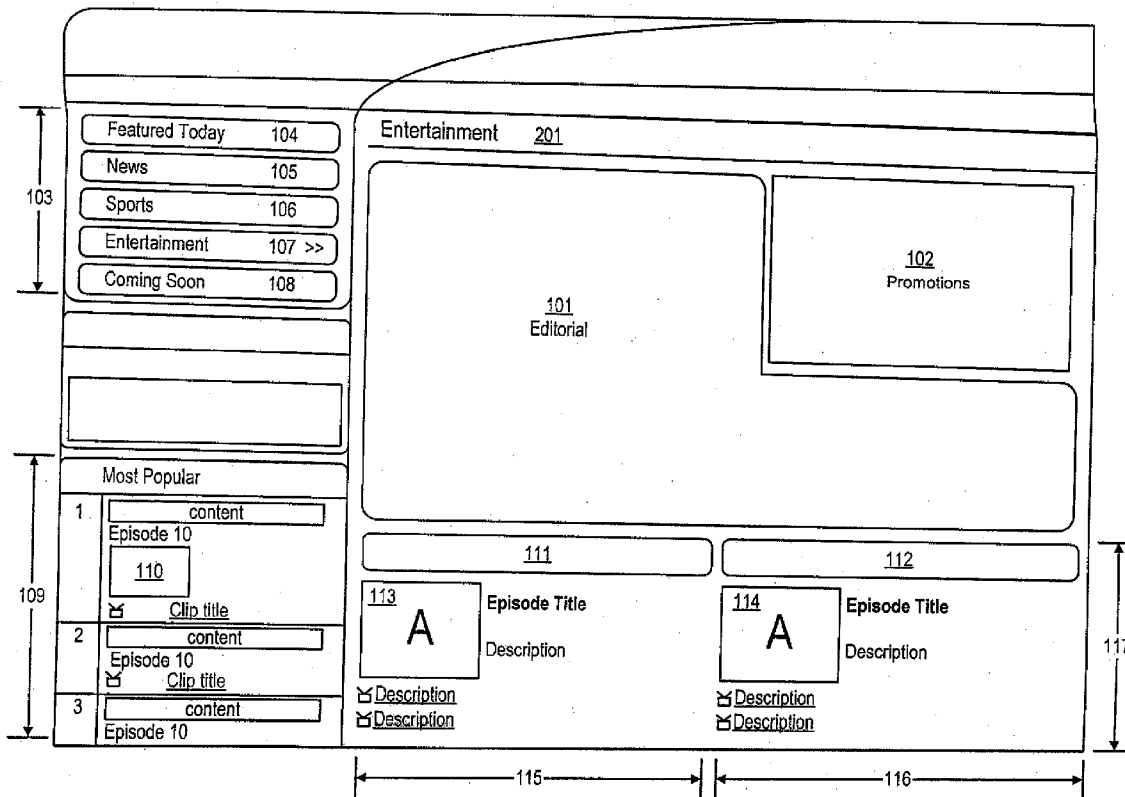 Featured Today 104
News 105
Sports 106
Entertainment 107 >>
Coming Soon 108
103
Entertainment 201
101
Editorial
102
Promotions
Most Popular
1 content
Episode 10
110
Clip title
2 content
Episode 10
Clip title
3 content
Episode 10
109
111
113
A
Episode Title
Description
Description
Description
112
114
A
Episode Title
Description
Description
Description
117
115
116